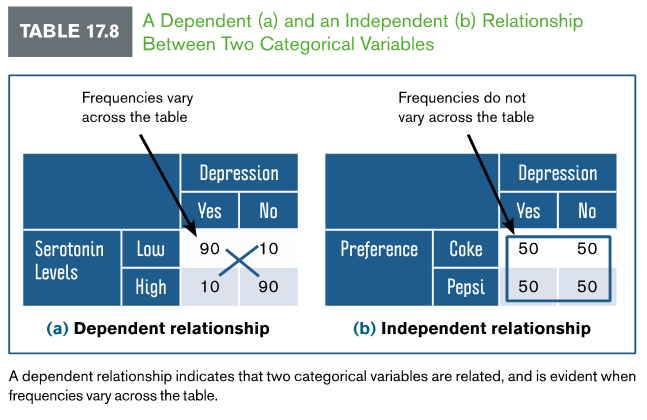 TABLE 17.8
A Dependent (a) and an Independent (b) Relationship
Between Two Categorical Variables
Frequencies vary
across the table
Depression
Yes No
Serotonin
Levels
Low 90 10
High 10 90
(a) Dependent relationship
Frequencies do not
vary across the table
Depression
Yes No
Preference
Coke 50 50
Pepsi 50 50
(b) Independent relationship
A dependent relationship indicates that two categorical variables are related, and is evident when
frequencies vary across the table.